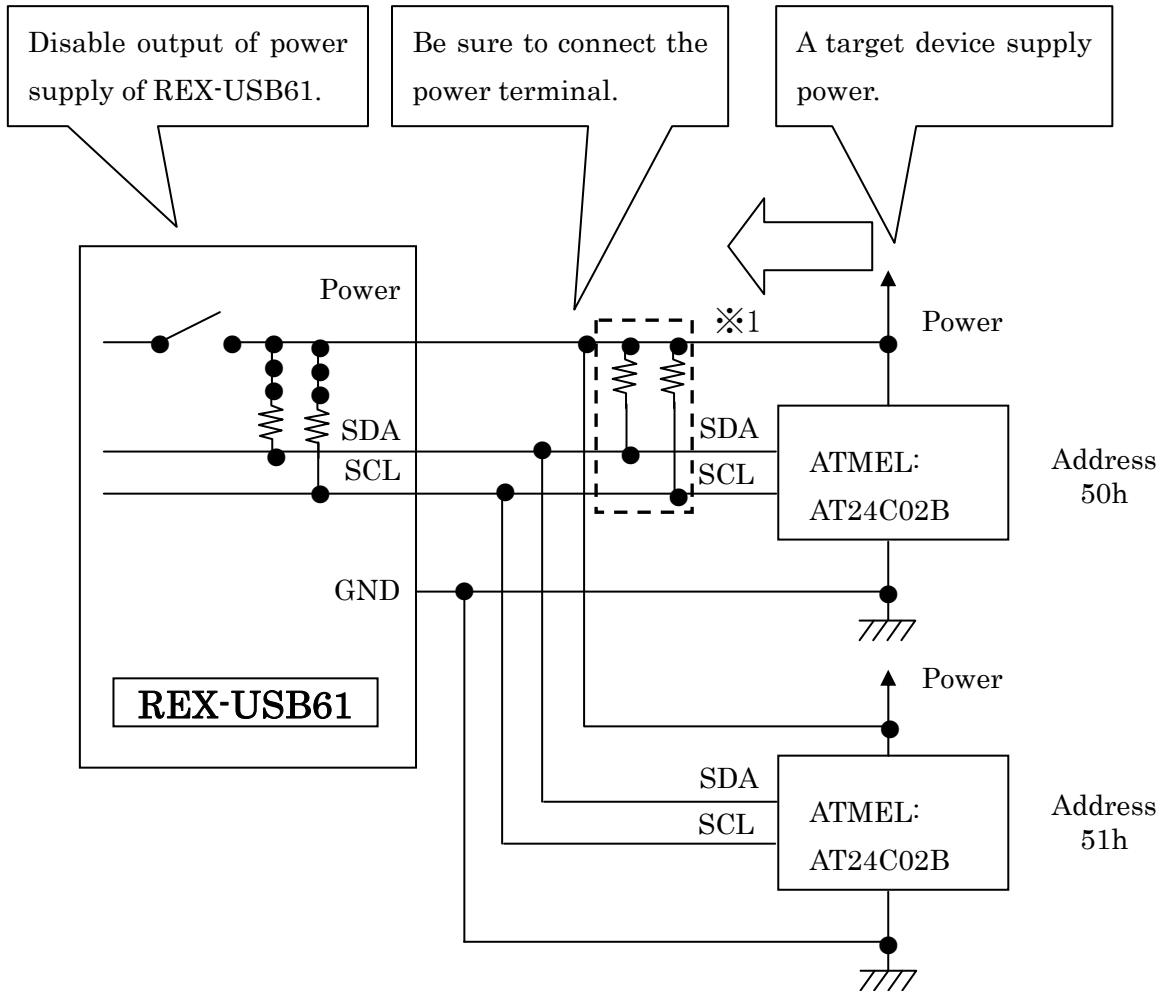 Disable output of power
supply of REX-USB61.
Be sure to connect the
power terminal.
A target device supply
power.
Power
※1
Power
SDA
SCL
SDA
SCL
ATMEL:
AT24C02B
Address
50h
GND
REX-USB61
Power
SDA
SCL
ATMEL:
AT24C02B
Address
51h